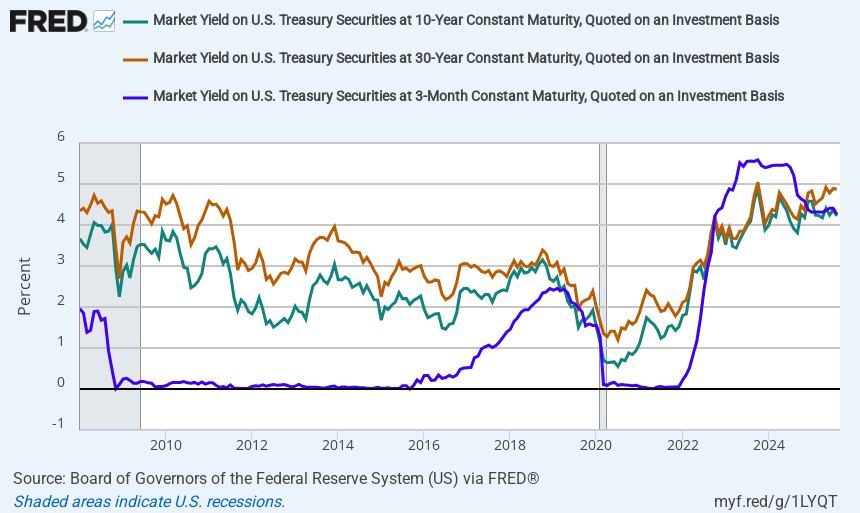 FRED
Market Yield on U.S. Treasury Securities at 10-Year Constant Maturity, Quoted on an Investment Basis
Market Yield on U.S. Treasury Securities at 30-Year Constant Maturity, Quoted on an Investment Basis
Market Yield on U.S. Treasury Securities at 3-Month Constant Maturity, Quoted on an Investment Basis
6
5
4
3
2
1
0
-1
Percent
2010 2012 2014 2016 2018 2020 2022 2024
Source: Board of Governors of the Federal Reserve System (US) via FRED®
Shaded areas indicate U.S. recessions.
myf.red/g/1LYQT